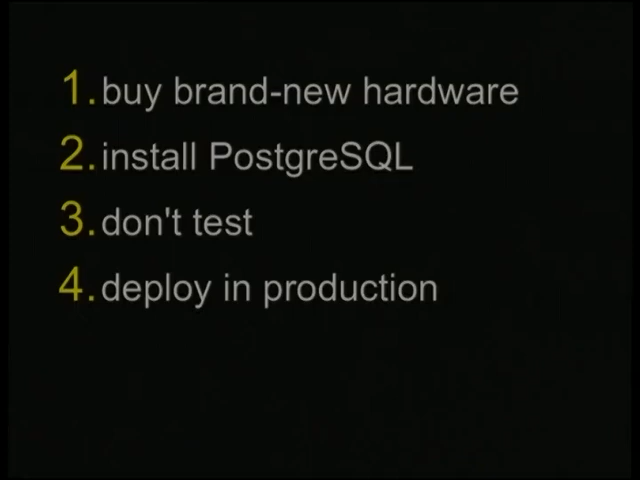 1. buy brand-new hardware
2. install PostgreSQL
3. don't test
4. deploy in production